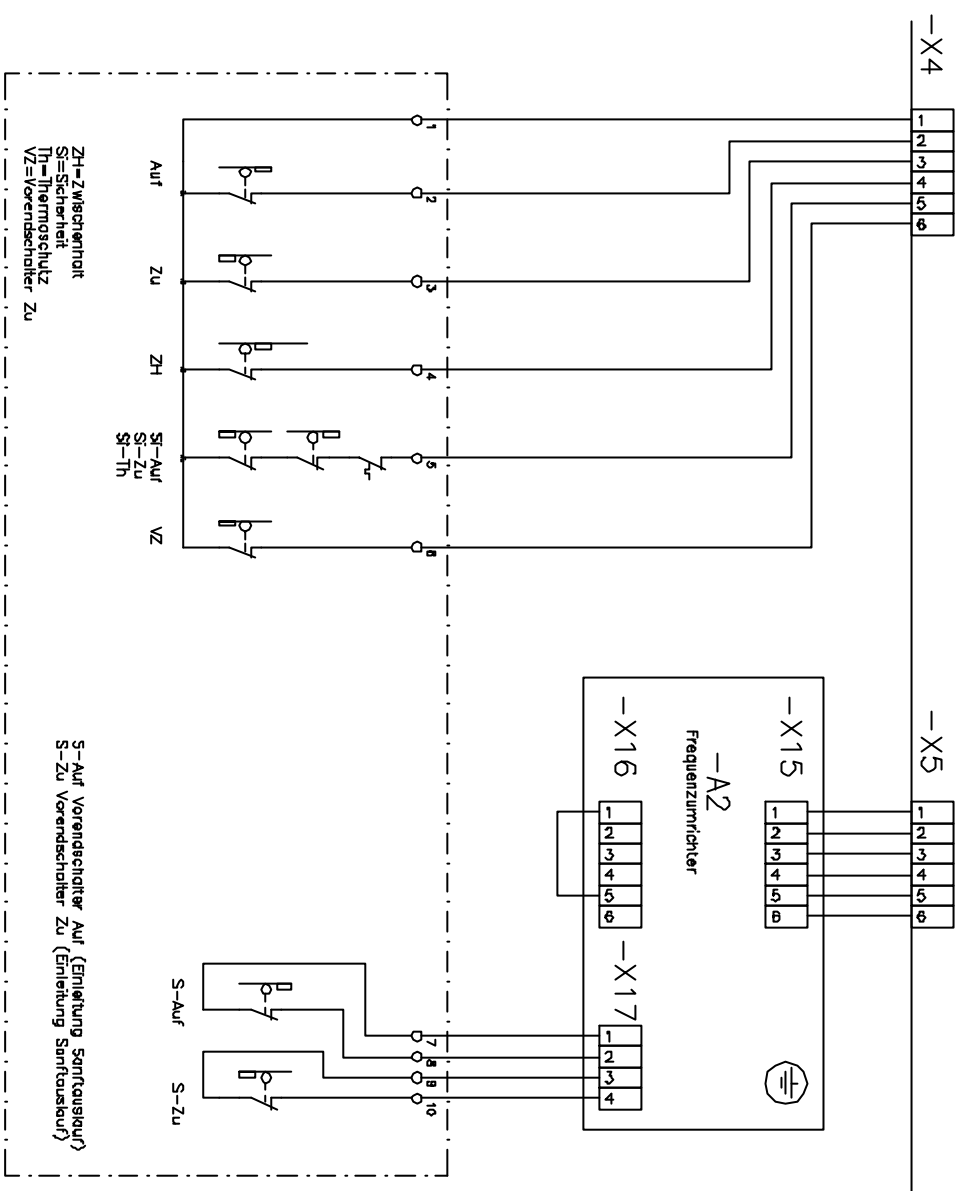 -X4
1
2
3
4
5
6
-X5
1
2
3
4
5
6
1
2
3
4
5
6
Auf
Zu
ZH
Si-Auf
Si-Zu
Si-Th
VZ
ZH=Zwischenhalt
Si=Sicherheit
Th=Thermoschutz
VZ=Vorendschalter Zu
-X15
1
2
3
4
5
6
-A2
Frequenzumrichter
-X16
1
2
3
4
5
6
-X17
1
2
3
4
7
8
9
10
S-Auf
S-Zu
S-Auf Vorendschalter Auf (Einleitung Sanftauslauf)
S-Zu Vorendschalter Zu (Einleitung Sanftauslauf)